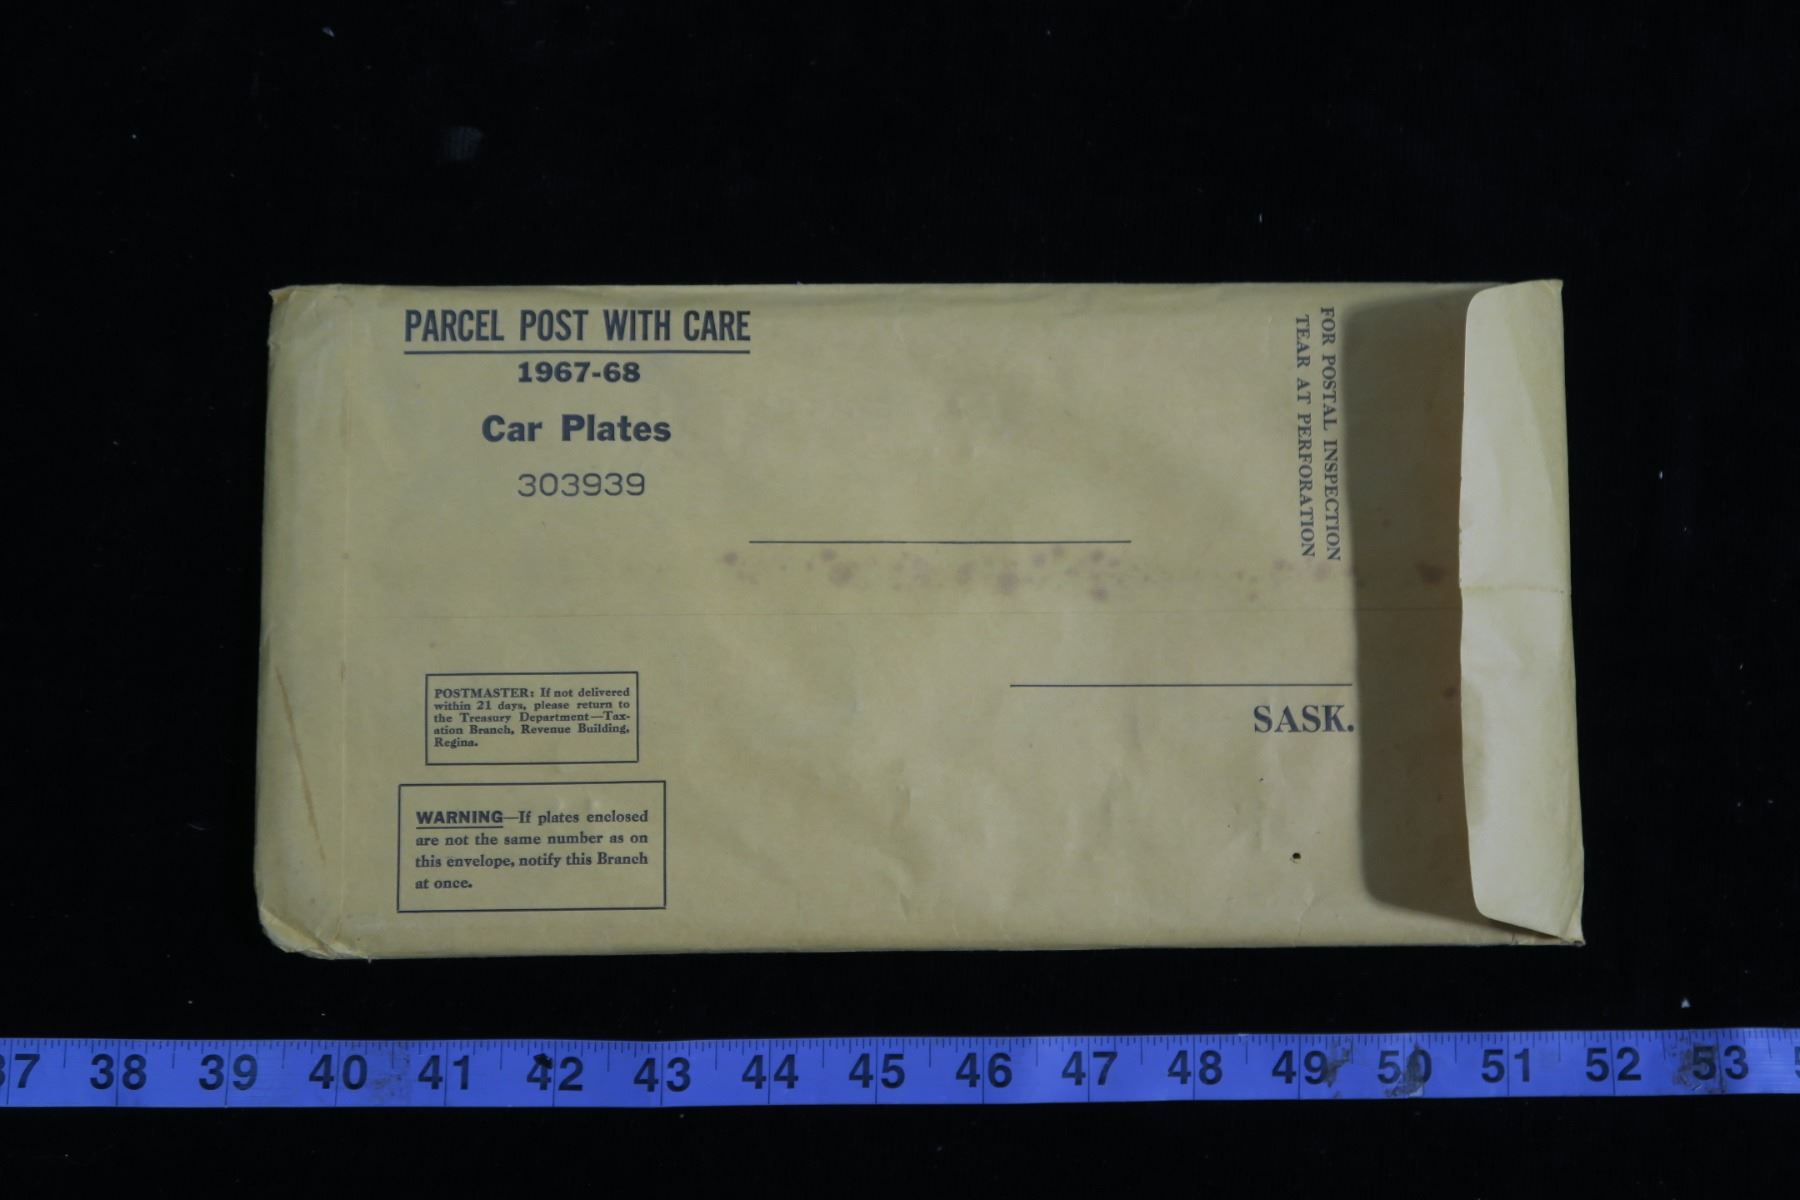 PARCEL POST WITH CARE
1967-68
Car Plates
303939
FOR POSTAL INSPECTION
TEAR AT PERFORATION
SASK.
POSTMASTER: If not delivered
within 21 days, please return to
the Treasury Department—Tax-
ation Branch, Revenue Building,
Regina.
WARNING—If plates enclosed
are not the same number as on
this envelope, notify this Branch
at once.
37 38 39 40 41 42 43 44 45 46 47 48 49 50 51 52 53